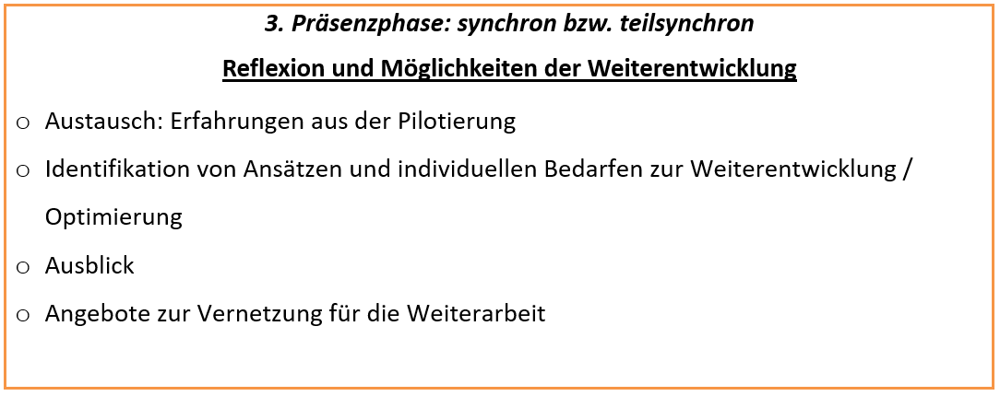 3. Präsenzphase: synchron bzw. teilsynchron
Reflexion und Möglichkeiten der Weiterentwicklung
o Austausch: Erfahrungen aus der Pilotierung
o Identifikation von Ansätzen und individuellen Bedarfen zur Weiterentwicklung /
Optimierung
o Ausblick
o Angebote zur Vernetzung für die Weiterarbeit